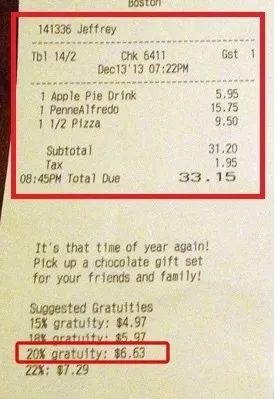 Boston
141336 Jeffrey
Tbl 14/2 Chk 6411 Gst 1
Dec13'13 07:22PM
1 Apple Pie Drink 5.95
1 PenneAlfredo 15.75
1 1/2 Pizza 9.50
Subtotal 31.20
Tax 1.95
08:45PM Total Due 33.15
It's that time of year again!
Pick up a chocolate gift set
for your friends and family!
Suggested Gratuities
15% gratuity: $4.97
18% gratuity: $5.97
20% gratuity: $6.63
22%: $7.29